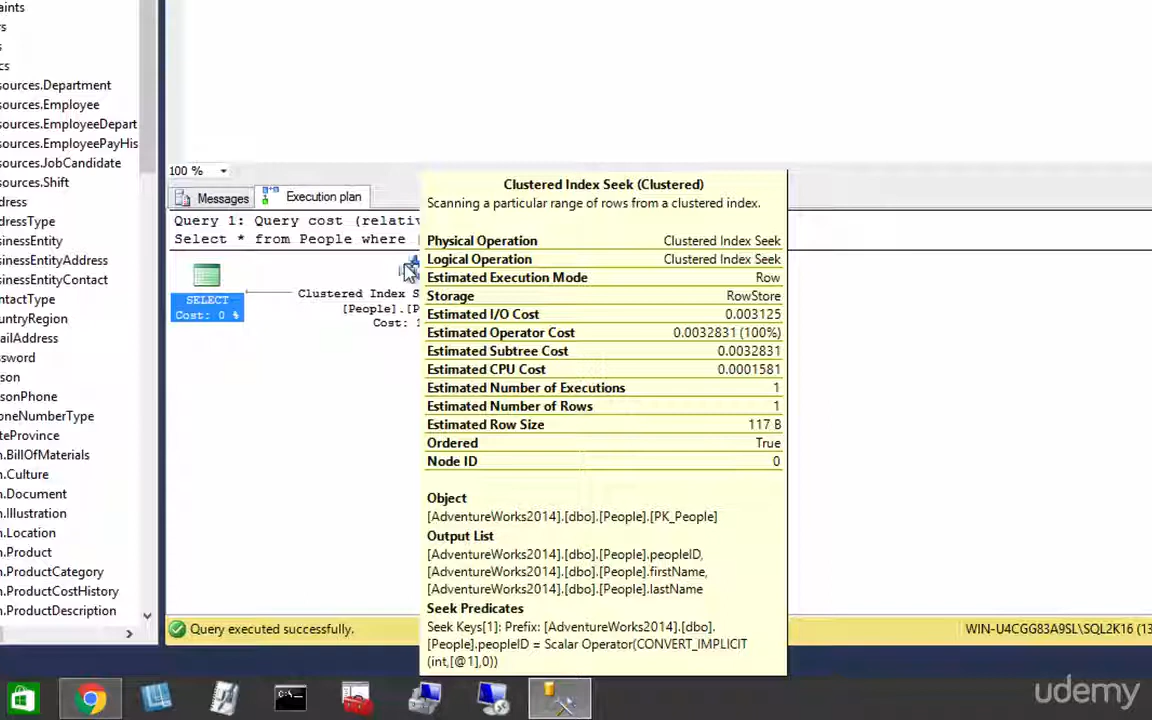 aints
rs
s
cs
sources.Department
sources.Employee
sources.EmployeeDepart
sources.EmployeePayHis
sources.JobCandidate
sources.Shift
dress
dressType
sinessEntity
sinessEntityAddress
sinessEntityContact
ntactType
untryRegion
ailAddress
ssword
rson
rsonPhone
oneNumberType
teProvince
n.BillOfMaterials
n.Culture
n.Document
n.Illustration
n.Location
n.Product
n.ProductCategory
n.ProductCostHistory
n.ProductDescription
100 %
Messages
Execution plan
Query 1: Query cost (relativ
Select * from People where
SELECT
Cost: 0 %
Clustered Index S
[People].[P
Cost: 1
Clustered Index Seek (Clustered)
Scanning a particular range of rows from a clustered index.
Physical Operation Clustered Index Seek
Logical Operation Clustered Index Seek
Estimated Execution Mode Row
Storage RowStore
Estimated I/O Cost 0.003125
Estimated Operator Cost 0.0032831 (100%)
Estimated Subtree Cost 0.0032831
Estimated CPU Cost 0.0001581
Estimated Number of Executions 1
Estimated Number of Rows 1
Estimated Row Size 117 B
Ordered True
Node ID 0
Object
[AdventureWorks2014].[dbo].[People].[PK_People]
Output List
[AdventureWorks2014].[dbo].[People].peopleID,
[AdventureWorks2014].[dbo].[People].firstName,
[AdventureWorks2014].[dbo].[People].lastName
Seek Predicates
Seek Keys[1]: Prefix: [AdventureWorks2014].[dbo].
[People].peopleID = Scalar Operator(CONVERT_IMPLICIT
(int,[@1],0))
Query executed successfully.
WIN-U4CGG83A9SL\SQL2K16 (13
udemy